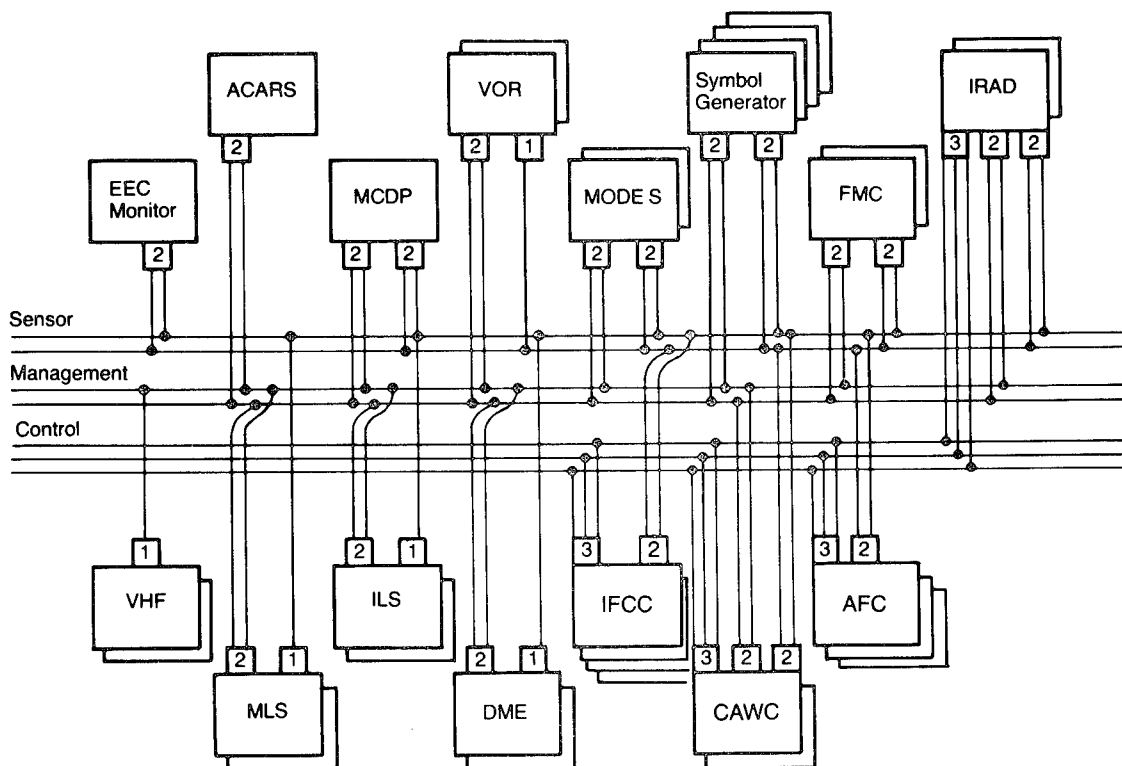 ACARS
VOR
Symbol
Generator
IRAD
2
2
1
2
2
3
2
2
EEC
Monitor
MCDP
MODE S
FMC
2
2
2
2
2
2
2
Sensor
Management
Control
1
2
1
3
2
3
2
VHF
ILS
IFCC
AFC
2
1
2
1
3
2
2
MLS
DME
CAWC